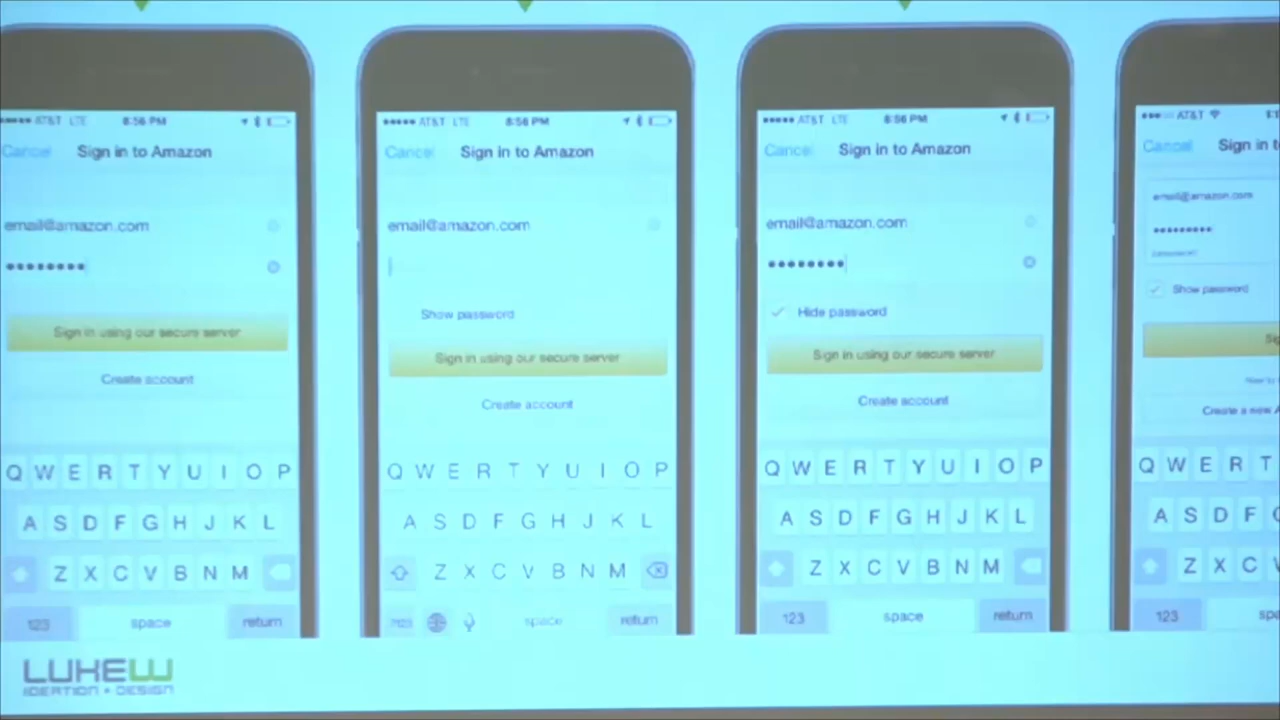 AT&T LTE 8:56 PM
Cancel Sign in to Amazon
email@amazon.com
Sign in using our secure server
Create account
Q W E R T Y U I O P
A S D F G H J K L
Z X C V B N M
123 space return
AT&T LTE 8:56 PM
Cancel Sign in to Amazon
email@amazon.com
Show password
Sign in using our secure server
Create account
Q W E R T Y U I O P
A S D F G H J K L
Z X C V B N M
123 space return
AT&T LTE 8:56 PM
Cancel Sign in to Amazon
email@amazon.com
Hide password
Sign in using our secure server
Create account
Q W E R T Y U I O P
A S D F G H J K L
Z X C V B N M
123 space return
AT&T
Cancel Sign in t
email@amazon.com
Show password
Create a new A
Q W E R T
A S D F
Z X C
123
LUKEW
IDEATION + DESIGN